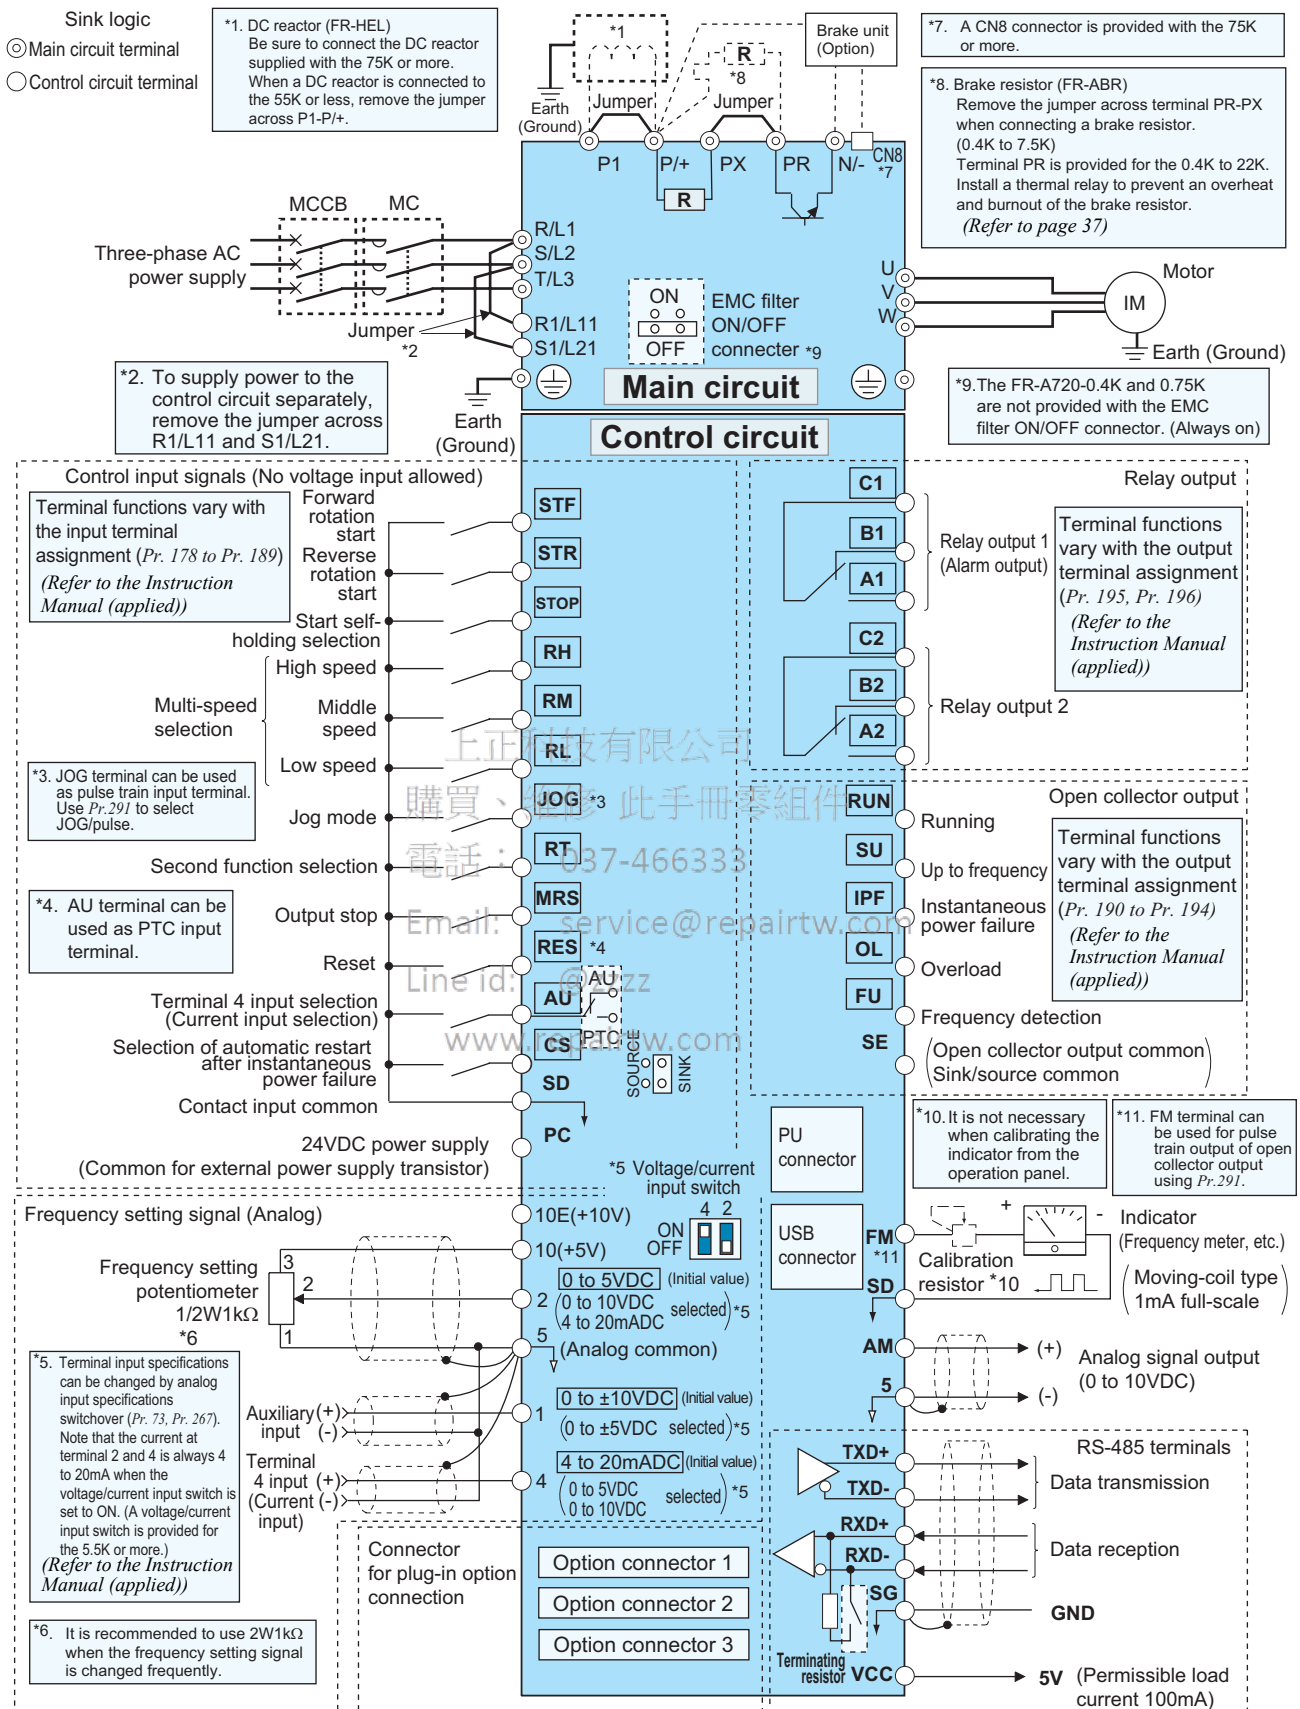 Sink logic
Main circuit terminal
Control circuit terminal
*1. DC reactor (FR-HEL)
Be sure to connect the DC reactor
supplied with the 75K or more.
When a DC reactor is connected to
the 55K or less, remove the jumper
across P1-P/+.
*1
Earth
(Ground)
Jumper
R
*8
Jumper
Brake unit
(Option)
*7. A CN8 connector is provided with the 75K
or more.
*8. Brake resistor (FR-ABR)
Remove the jumper across terminal PR-PX
when connecting a brake resistor.
(0.4K to 7.5K)
Terminal PR is provided for the 0.4K to 22K.
Install a thermal relay to prevent an overheat
and burnout of the brake resistor.
(Refer to page 37)
P1
P/+
PX
PR
N/-
CN8
*7
R
MCCB
MC
Three-phase AC
power supply
R/L1
S/L2
T/L3
Jumper
*2
R1/L11
S1/L21
ON
OFF
EMC filter
ON/OFF
connecter *9
U
V
W
Motor
IM
Earth (Ground)
*2. To supply power to the
control circuit separately,
remove the jumper across
R1/L11 and S1/L21.
Earth
(Ground)
Main circuit
*9.The FR-A720-0.4K and 0.75K
are not provided with the EMC
filter ON/OFF connector. (Always on)
Control circuit
Control input signals (No voltage input allowed)
Terminal functions vary with
the input terminal
assignment (Pr. 178 to Pr. 189)
(Refer to the Instruction
Manual (applied))
Forward
rotation
start
STF
Reverse
rotation
start
STR
Start self-
holding selection
STOP
Multi-speed
selection
High speed
RH
Middle
speed
RM
Low speed
RL
*3. JOG terminal can be used
as pulse train input terminal.
Use Pr.291 to select
JOG/pulse.
Jog mode
JOG *3
Second function selection
RT
*4. AU terminal can be
used as PTC input
terminal.
Output stop
MRS
Reset
RES *4
Terminal 4 input selection
(Current input selection)
AU
AU
PTC
Selection of automatic restart
after instantaneous
power failure
CS
SOURCE
SINK
SD
Contact input common
PC
24VDC power supply
(Common for external power supply transistor)
Relay output
C1
B1
A1
Relay output 1
(Alarm output)
Terminal functions
vary with the output
terminal assignment
(Pr. 195, Pr. 196)
(Refer to the
Instruction Manual
(applied))
C2
B2
A2
Relay output 2
Open collector output
RUN
Running
SU
Up to frequency
IPF
Instantaneous
power failure
OL
Overload
FU
Frequency detection
SE
(Open collector output common
Sink/source common)
Terminal functions
vary with the output
terminal assignment
(Pr. 190 to Pr. 194)
(Refer to the
Instruction Manual
(applied))
上正科技有限公司
購買、維修 此手冊零組件
電話: 037-466333
Email: service@repairtw.com
Line id: @zzzz
www.repairtw.com
PU
connector
USB
connector
*10. It is not necessary
when calibrating the
indicator from the
operation panel.
*11. FM terminal can
be used for pulse
train output of open
collector output
using Pr.291.
*5 Voltage/current
input switch
4 2
ON
OFF
Frequency setting signal (Analog)
10E(+10V)
10(+5V)
Frequency setting
potentiometer
1/2W1kΩ
*6
3
2
1
2
0 to 5VDC (Initial value)
(0 to 10VDC
4 to 20mADC selected) *5
5
(Analog common)
FM
*11
SD
+
-
Indicator
(Frequency meter, etc.)
Calibration
resistor *10
(Moving-coil type
1mA full-scale)
AM
(+)
5
(-)
Analog signal output
(0 to 10VDC)
*5. Terminal input specifications
can be changed by analog
input specifications
switchover (Pr. 73, Pr. 267).
Note that the current at
terminal 2 and 4 is always 4
to 20mA when the
voltage/current input switch is
set to ON. (A voltage/current
input switch is provided for
the 5.5K or more.)
(Refer to the Instruction
Manual (applied))
Auxiliary (+)
input (-)
1
0 to ±10VDC (Initial value)
(0 to ±5VDC selected) *5
Terminal
4 input (+)
(Current (-)
input)
4
4 to 20mADC (Initial value)
(0 to 5VDC
0 to 10VDC selected) *5
RS-485 terminals
TXD+
TXD-
Data transmission
RXD+
RXD-
Data reception
SG
GND
Terminating
resistor
VCC
5V (Permissible load
current 100mA)
Connector
for plug-in option
connection
Option connector 1
Option connector 2
Option connector 3
*6. It is recommended to use 2W1kΩ
when the frequency setting signal
is changed frequently.